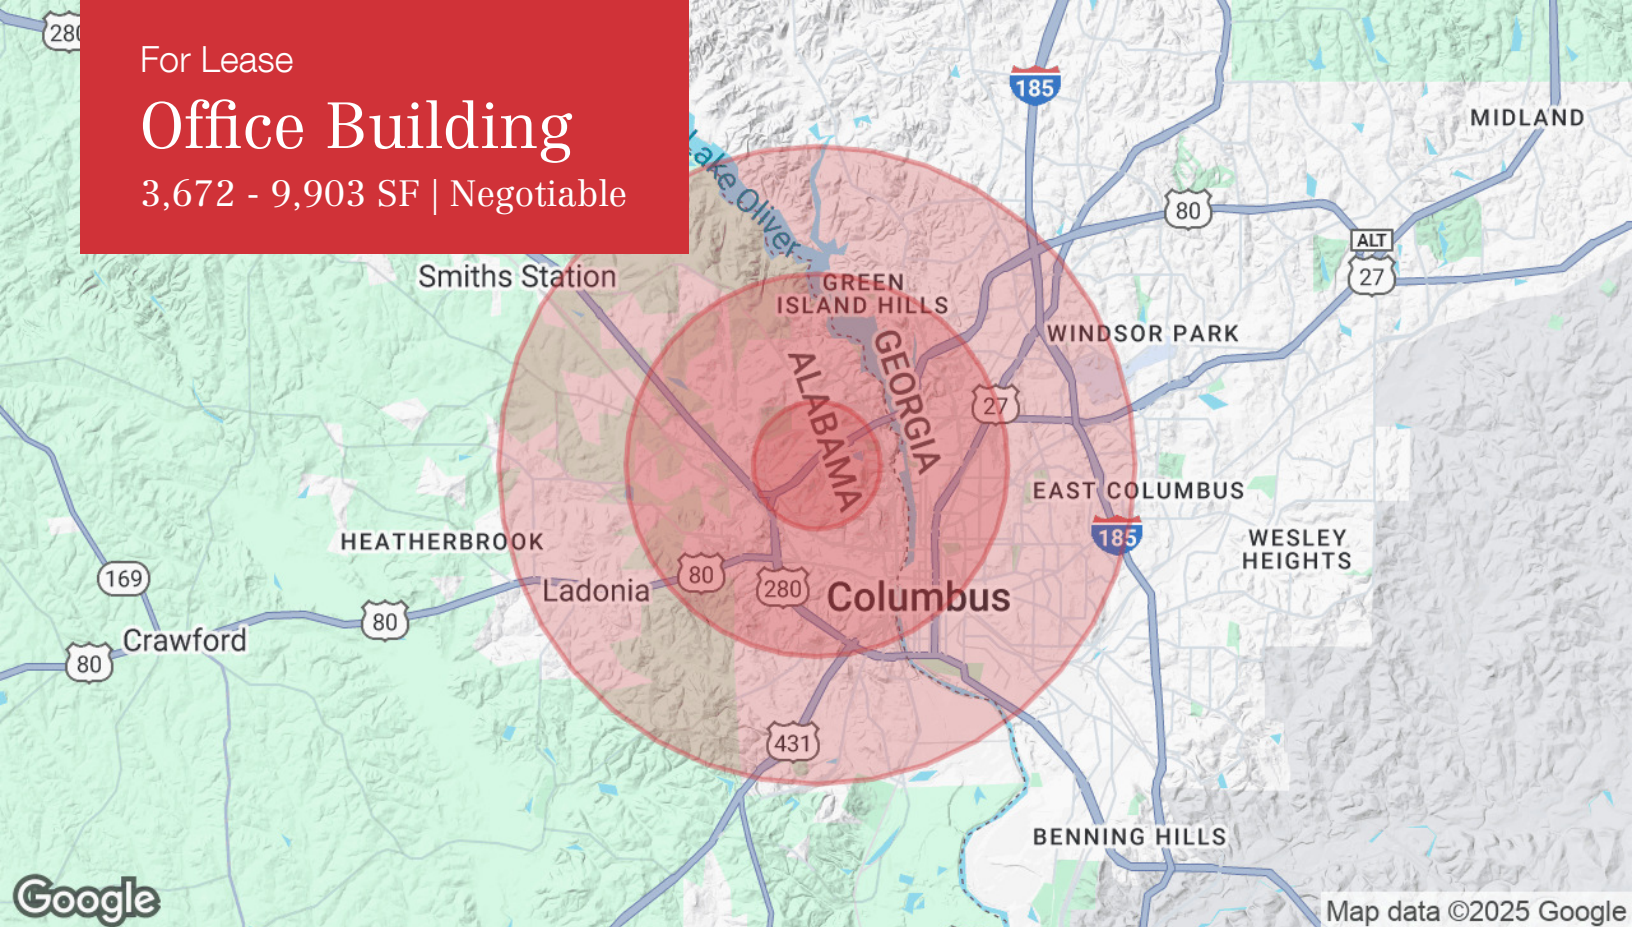 280
For Lease
Office Building
3,672 - 9,903 SF | Negotiable
185
MIDLAND
Lake Oliver
80
ALT
27
Smiths Station
GREEN
ISLAND HILLS
WINDSOR PARK
ALABAMA
GEORGIA
27
EAST COLUMBUS
HEATHERBROOK
185
WESLEY
HEIGHTS
169
Ladonia
80
280
Columbus
80
Crawford
80
431
BENNING HILLS
Google
Map data ©2025 Google